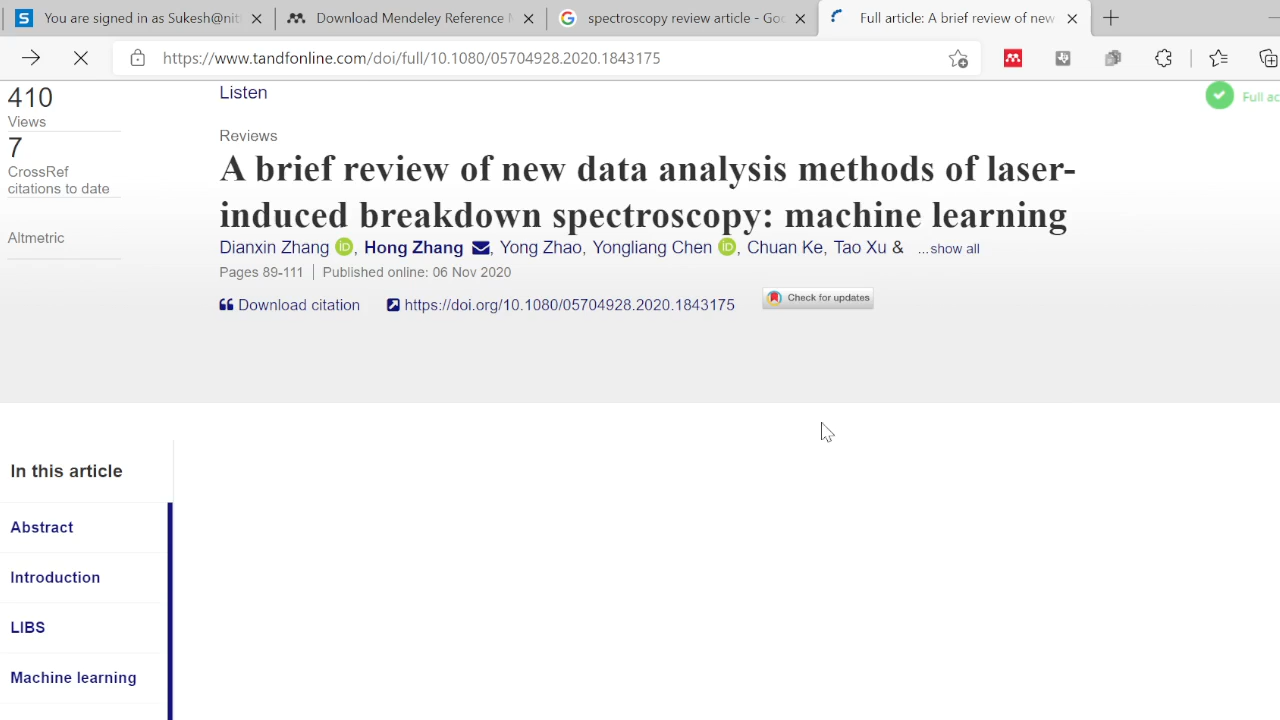 You are signed in as Sukesh@nit
Download Mendeley Reference M
spectroscopy review article - Goo
Full article: A brief review of new
https://www.tandfonline.com/doi/full/10.1080/05704928.2020.1843175
410
Views
7
CrossRef
citations to date
Altmetric
Listen
Full ac
Reviews
A brief review of new data analysis methods of laser-
induced breakdown spectroscopy: machine learning
Dianxin Zhang iD, Hong Zhang, Yong Zhao, Yongliang Chen iD, Chuan Ke, Tao Xu & ...show all
Pages 89-111 | Published online: 06 Nov 2020
Download citation https://doi.org/10.1080/05704928.2020.1843175 Check for updates
In this article
Abstract
Introduction
LIBS
Machine learning